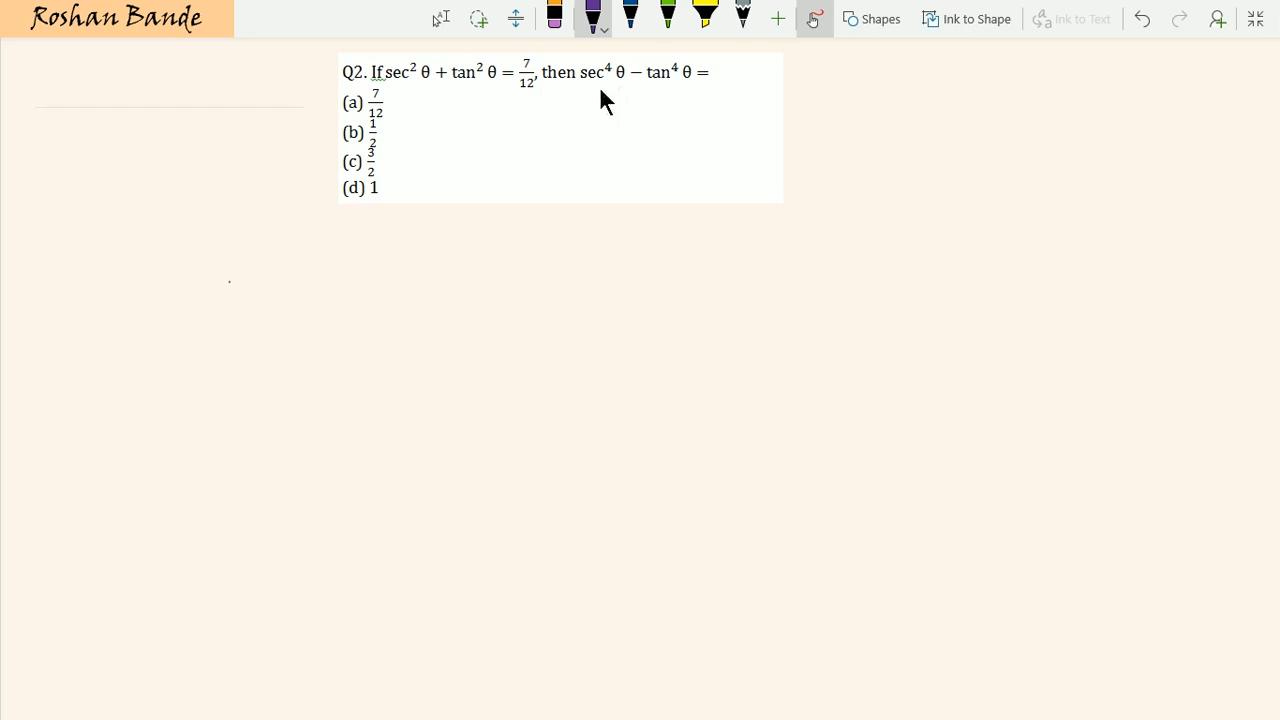 Roshan Bande
Shapes
Ink to Shape
Ink to Text
Q2. If sec² θ + tan² θ = 7/12, then sec⁴ θ − tan⁴ θ =
(a) 7/12
(b) 1/2
(c) 3/2
(d) 1